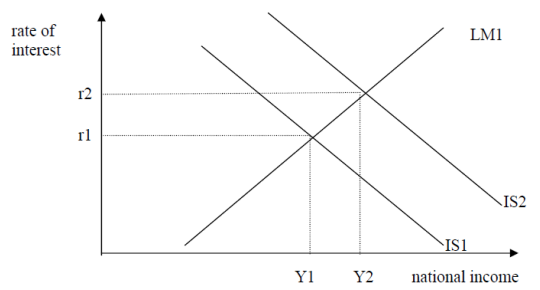 rate of
interest
LM1
r2
r1
IS2
IS1
Y1
Y2
national income